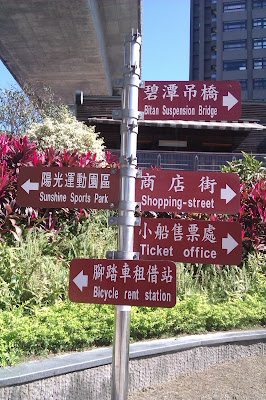 碧潭吊橋
Bitan Suspension Bridge
陽光運動園區
Sunshine Sports Park
商店街
Shopping-street
小船售票處
Ticket office
腳踏車租借站
Bicycle rent station